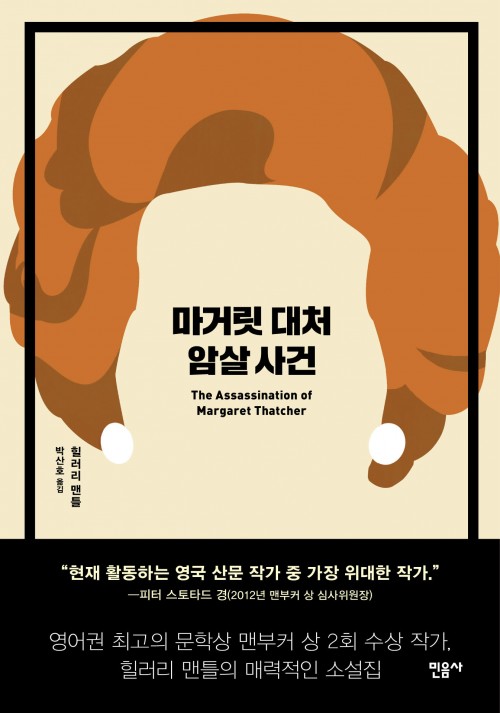 마거릿 대처
암살 사건
The Assassination of
Margaret Thatcher
힐러리 맨틀
박산호 옮김
“현재 활동하는 영국 산문 작가 중 가장 위대한 작가.”
—피터 스토타드 경(2012년 맨부커 상 심사위원장)
영어권 최고의 문학상 맨부커 상 2회 수상 작가,
힐러리 맨틀의 매력적인 소설집
민음사